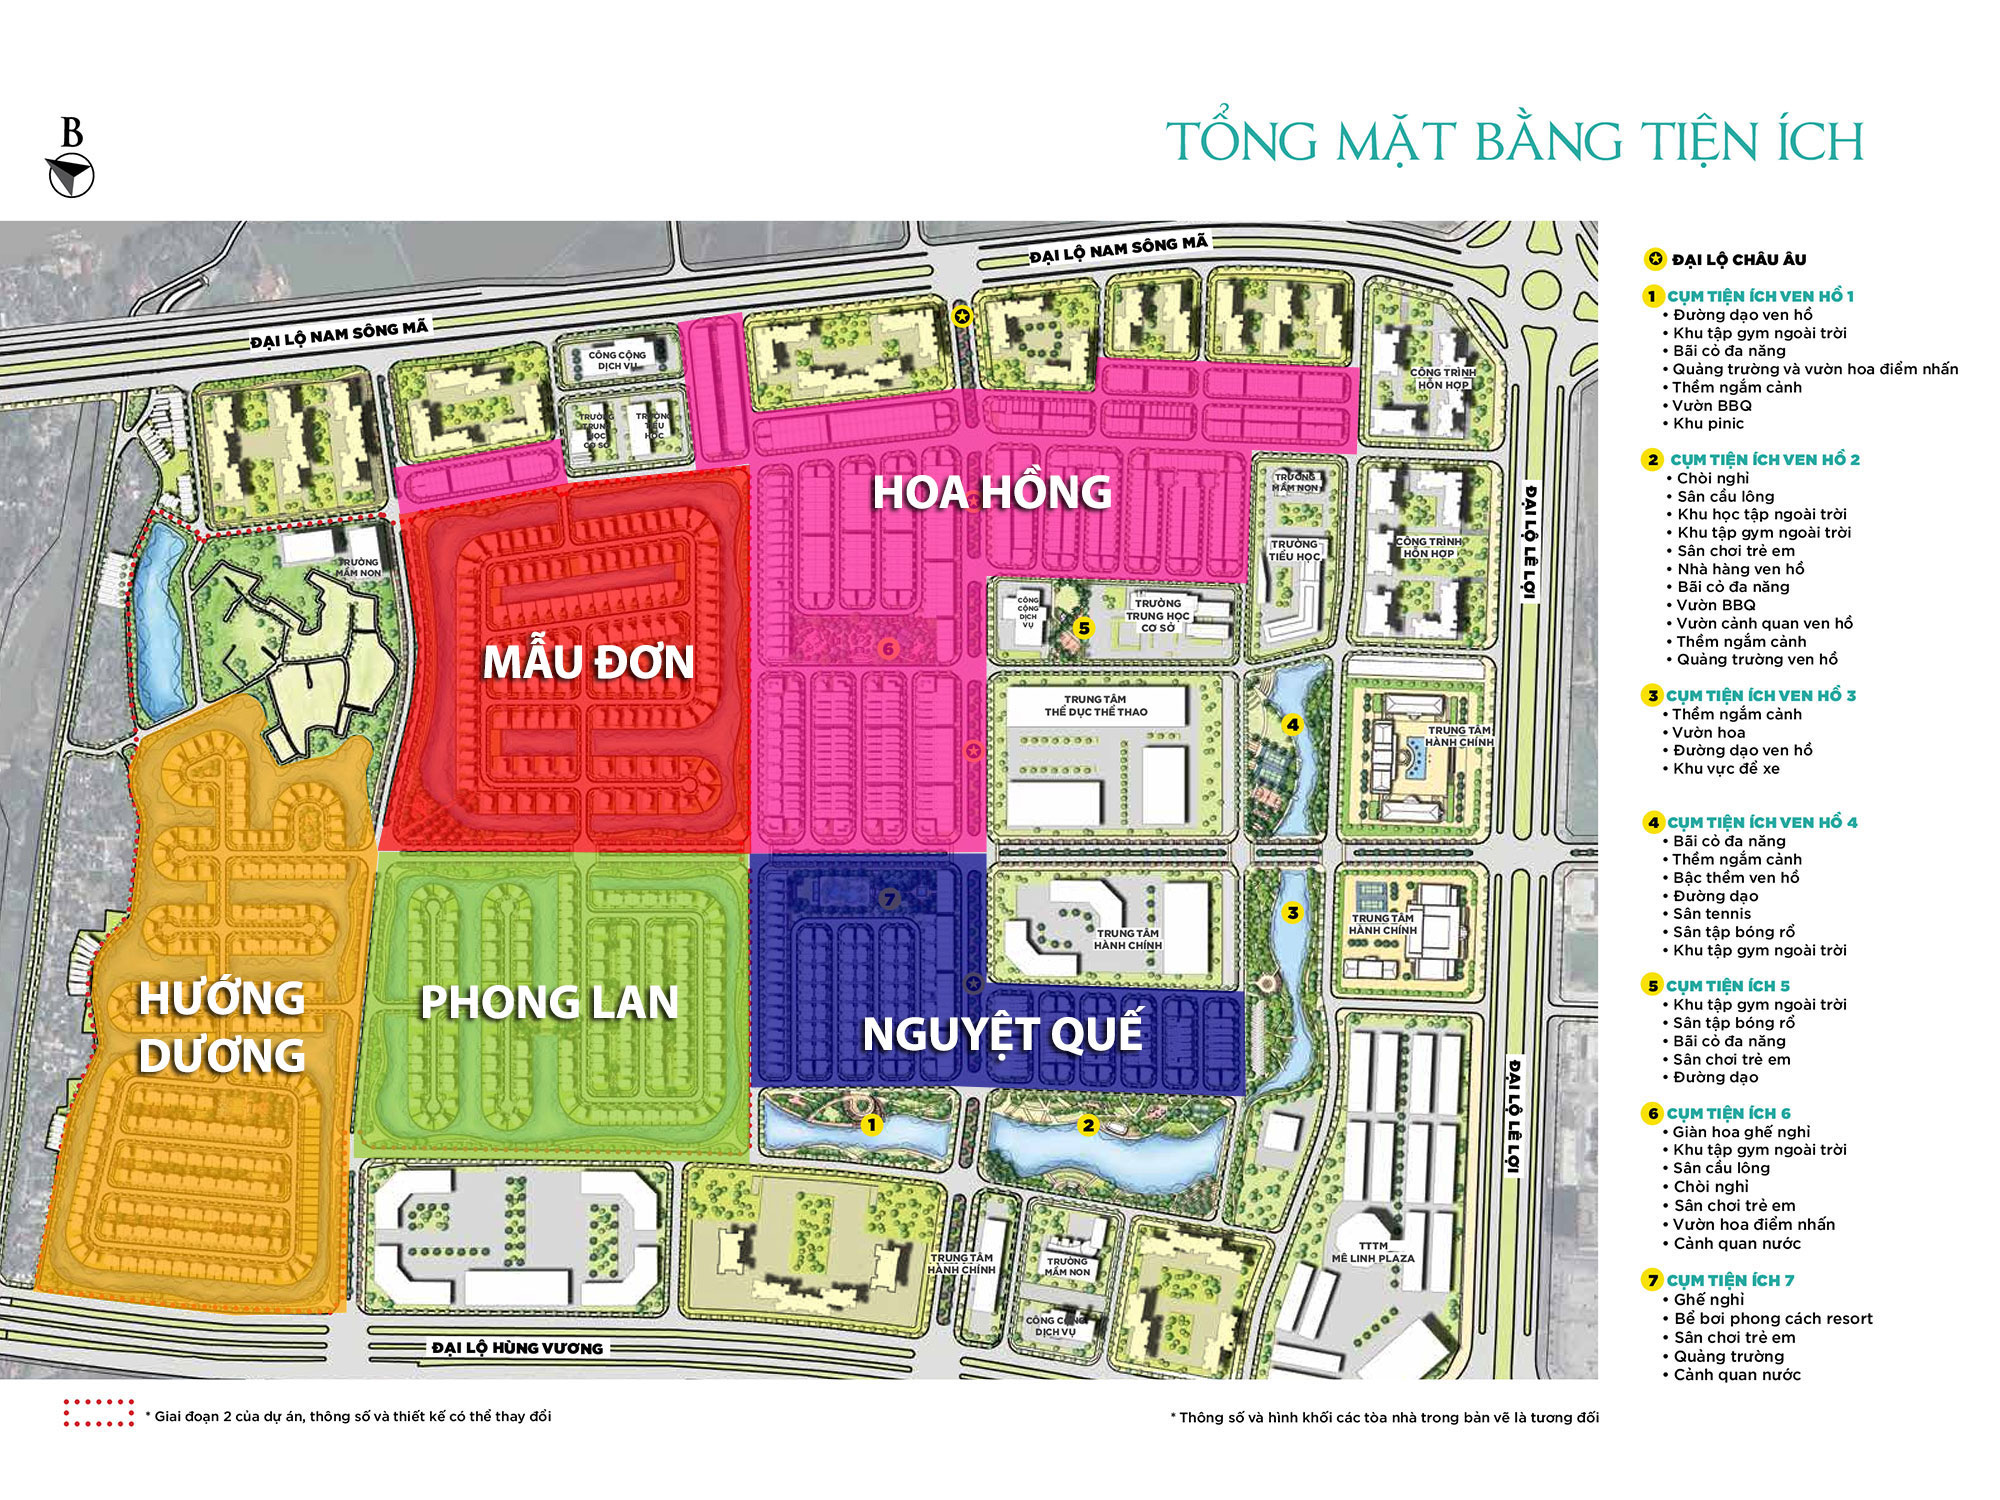 B
TỔNG MẶT BẰNG TIỆN ÍCH
ĐẠI LỘ NAM SÔNG MÃ
ĐẠI LỘ NAM SÔNG MÃ
CÔNG CỘNG
DỊCH VỤ
TRƯỜNG
TRUNG
HỌC
CƠ SỞ
TRƯỜNG
TIỂU
HỌC
CÔNG TRÌNH
HỖN HỢP
HOA HỒNG
TRƯỜNG
MẦM NON
TRƯỜNG
TIỂU HỌC
CÔNG TRÌNH
HỖN HỢP
ĐẠI LỘ LÊ LỢI
TRƯỜNG
MẦM NON
CÔNG
CỘNG
DỊCH
VỤ
5
TRƯỜNG
TRUNG HỌC
CƠ SỞ
MẪU ĐƠN
6
TRUNG TÂM
THỂ DỤC THỂ THAO
4
TRUNG TÂM
HÀNH CHÍNH
7
3
TRUNG TÂM
HÀNH CHÍNH
TRUNG TÂM
HÀNH CHÍNH
HƯỚNG
DƯƠNG
PHONG LAN
NGUYỆT QUẾ
ĐẠI LỘ LÊ LỢI
1
2
TRUNG TÂM
HÀNH CHÍNH
TRƯỜNG
MẦM NON
CÔNG CỘNG
DỊCH VỤ
TTTM
MÊ LINH PLAZA
ĐẠI LỘ HÙNG VƯƠNG
ĐẠI LỘ CHÂU ÂU
1 CỤM TIỆN ÍCH VEN HỒ 1
• Đường dạo ven hồ
• Khu tập gym ngoài trời
• Bãi cỏ đa năng
• Quảng trường và vườn hoa điểm nhấn
• Thềm ngắm cảnh
• Vườn BBQ
• Khu pinic
2 CỤM TIỆN ÍCH VEN HỒ 2
• Chòi nghỉ
• Sân cầu lông
• Khu học tập ngoài trời
• Khu tập gym ngoài trời
• Sân chơi trẻ em
• Nhà hàng ven hồ
• Bãi cỏ đa năng
• Vườn BBQ
• Vườn cảnh quan ven hồ
• Thềm ngắm cảnh
• Quảng trường ven hồ
3 CỤM TIỆN ÍCH VEN HỒ 3
• Thềm ngắm cảnh
• Vườn hoa
• Đường dạo ven hồ
• Khu vực để xe
4 CỤM TIỆN ÍCH VEN HỒ 4
• Bãi cỏ đa năng
• Thềm ngắm cảnh
• Bậc thềm ven hồ
• Đường dạo
• Sân tennis
• Sân tập bóng rổ
• Khu tập gym ngoài trời
5 CỤM TIỆN ÍCH 5
• Khu tập gym ngoài trời
• Sân tập bóng rổ
• Bãi cỏ đa năng
• Sân chơi trẻ em
• Đường dạo
6 CỤM TIỆN ÍCH 6
• Giàn hoa ghế nghỉ
• Khu tập gym ngoài trời
• Sân cầu lông
• Chòi nghỉ
• Sân chơi trẻ em
• Vườn hoa điểm nhấn
• Cảnh quan nước
7 CỤM TIỆN ÍCH 7
• Ghế nghỉ
• Bể bơi phong cách resort
• Sân chơi trẻ em
• Quảng trường
• Cảnh quan nước
* Giai đoạn 2 của dự án, thông số và thiết kế có thể thay đổi
* Thông số và hình khối các tòa nhà trong bản vẽ là tương đối